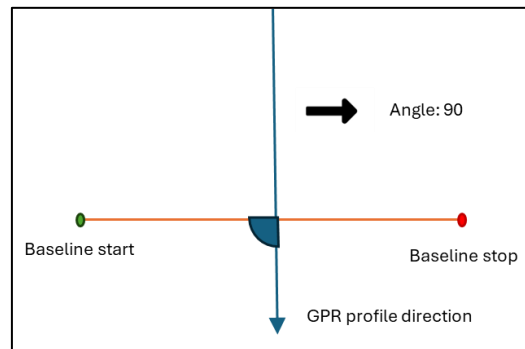 Angle: 90
Baseline start
Baseline stop
GPR profile direction